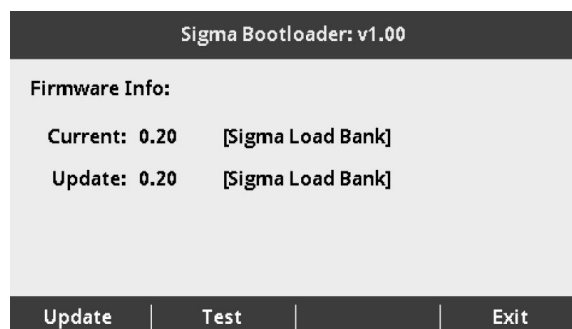 Sigma Bootloader: v1.00
Firmware Info:
Current: 0.20 [Sigma Load Bank]
Update: 0.20 [Sigma Load Bank]
Update Test Exit